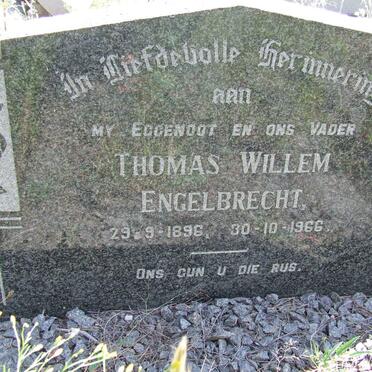 In Liefdevolle Herinnering
aan
MY EGGENOOT EN ONS VADER
THOMAS WILLEM
ENGELBRECHT.
29-9-1896, 30-10-1966.
ONS GUN U DIE RUS.